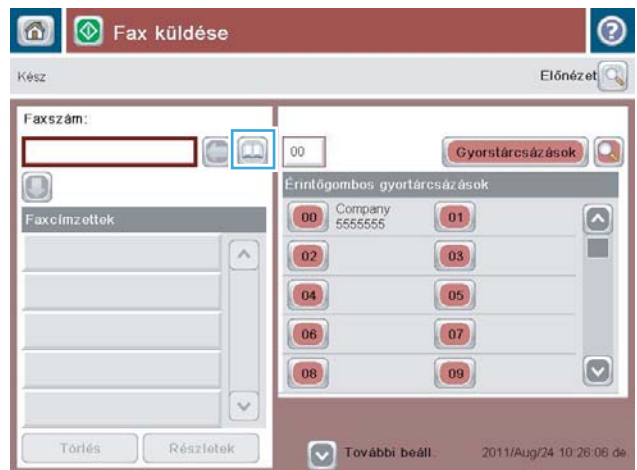 Fax küldése
Kész
Előnézet
Faxszám:
00
Gyorstárcsázások
Érintőgombos gyortárcsázások
Faxcímzettek
00 Company 5555555 01
02 03
04 05
06 07
08 09
Törlés Részletek
További beáll.
2011/Aug/24 10:26:06 de.